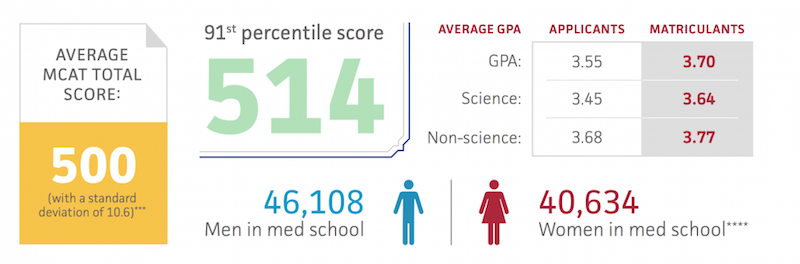 AVERAGE
MCAT TOTAL
SCORE:
500
(with a standard
deviation of 10.6)***
91st percentile score
514
AVERAGE GPA APPLICANTS MATRICULANTS
GPA: 3.55 3.70
Science: 3.45 3.64
Non-science: 3.68 3.77
46,108
Men in med school
40,634
Women in med school****